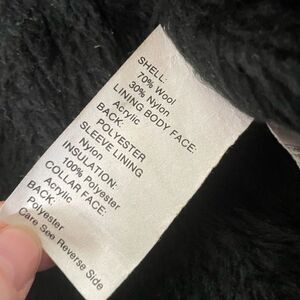 SHELL:
70% Wool
30% Nylon
LINING BODY FACE:
Acrylic
BACK:
POLYESTER
SLEEVE LINING
Nylon
INSULATION:
100% Polyester
COLLAR FACE:
Acrylic
BACK:
Polyester
Care See Reverse Side